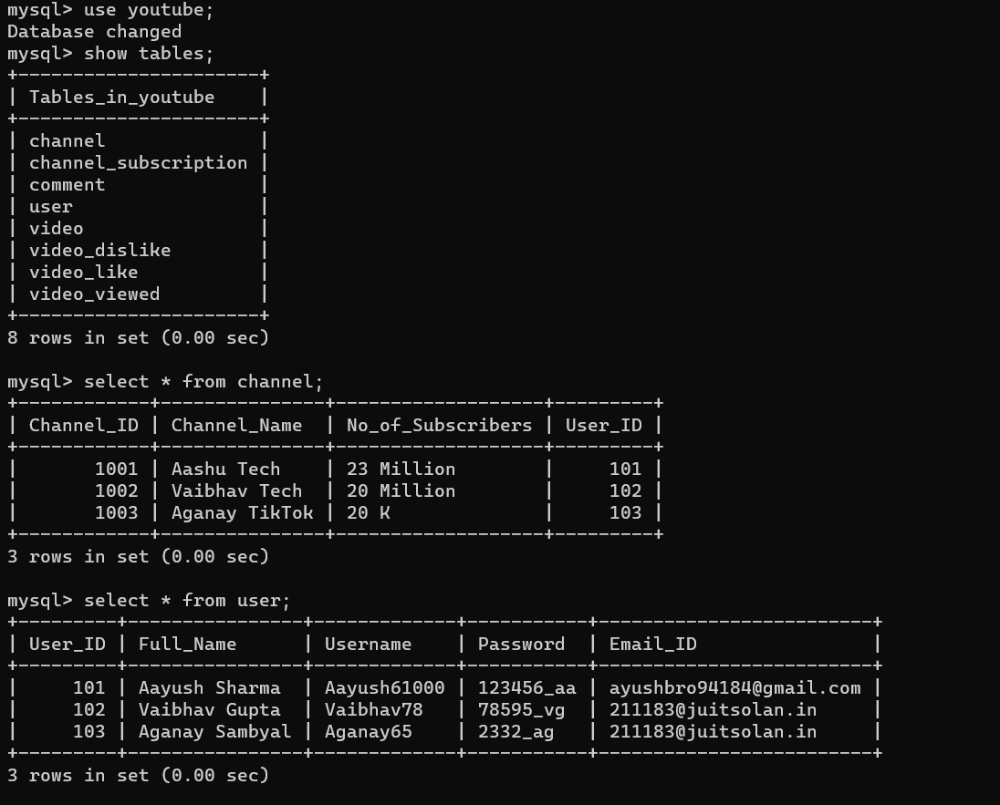 mysql> use youtube;
Database changed
mysql> show tables;
+----------------------+
| Tables_in_youtube    |
+----------------------+
| channel              |
| channel_subscription |
| comment              |
| user                 |
| video                |
| video_dislike        |
| video_like           |
| video_viewed         |
+----------------------+
8 rows in set (0.00 sec)

mysql> select * from channel;
+------------+---------------+-------------------+---------+
| Channel_ID | Channel_Name  | No_of_Subscribers | User_ID |
+------------+---------------+-------------------+---------+
|       1001 | Aashu Tech    | 23 Million        |     101 |
|       1002 | Vaibhav Tech  | 20 Million        |     102 |
|       1003 | Aganay TikTok | 20 K              |     103 |
+------------+---------------+-------------------+---------+
3 rows in set (0.00 sec)

mysql> select * from user;
+---------+----------------+-------------+-----------+-------------------------+
| User_ID | Full_Name      | Username    | Password  | Email_ID                |
+---------+----------------+-------------+-----------+-------------------------+
|     101 | Aayush Sharma  | Aayush61000 | 123456_aa | ayushbro94184@gmail.com |
|     102 | Vaibhav Gupta  | Vaibhav78   | 78595_vg  | 211183@juitsolan.in     |
|     103 | Aganay Sambyal | Aganay65    | 2332_ag   | 211183@juitsolan.in     |
+---------+----------------+-------------+-----------+-------------------------+
3 rows in set (0.00 sec)